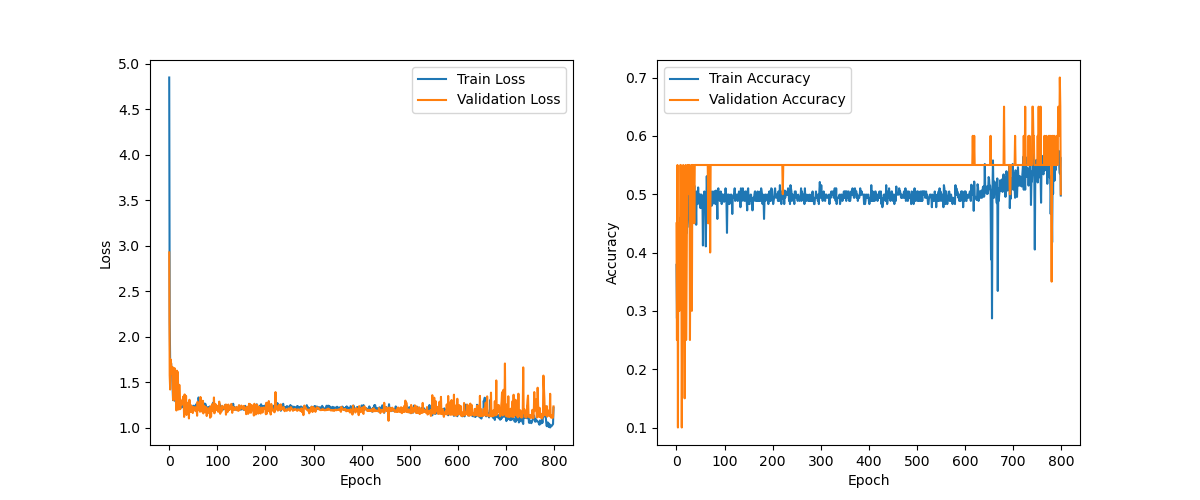 5.0
4.5
4.0
3.5
3.0
2.5
2.0
1.5
1.0
Loss
0 100 200 300 400 500 600 700 800
Epoch
Train Loss
Validation Loss
0.7
0.6
0.5
0.4
0.3
0.2
0.1
Accuracy
0 100 200 300 400 500 600 700 800
Epoch
Train Accuracy
Validation Accuracy